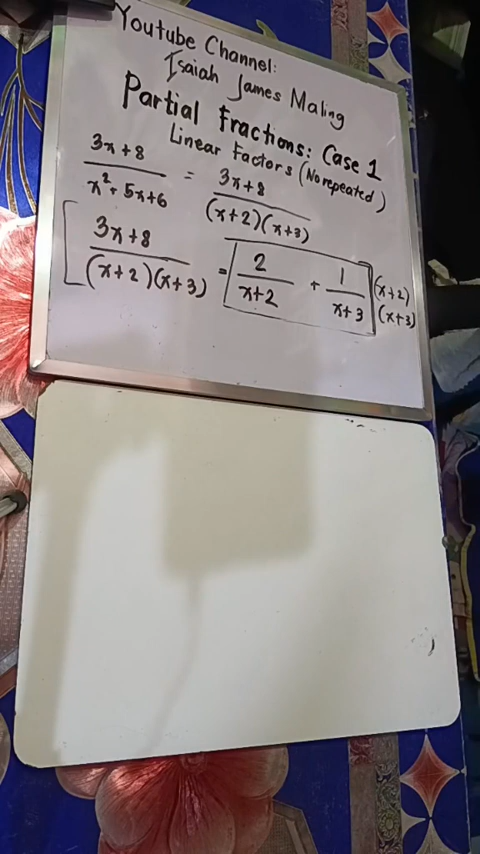 Youtube Channel:
Isaiah James Maling
Partial Fractions: Case 1
Linear Factors (No repeated)
3x+8 / x²+5x+6 = 3x+8 / (x+2)(x+3)
[ 3x+8 / (x+2)(x+3) = 2 / x+2 + 1 / x+3 ] (x+2)(x+3)